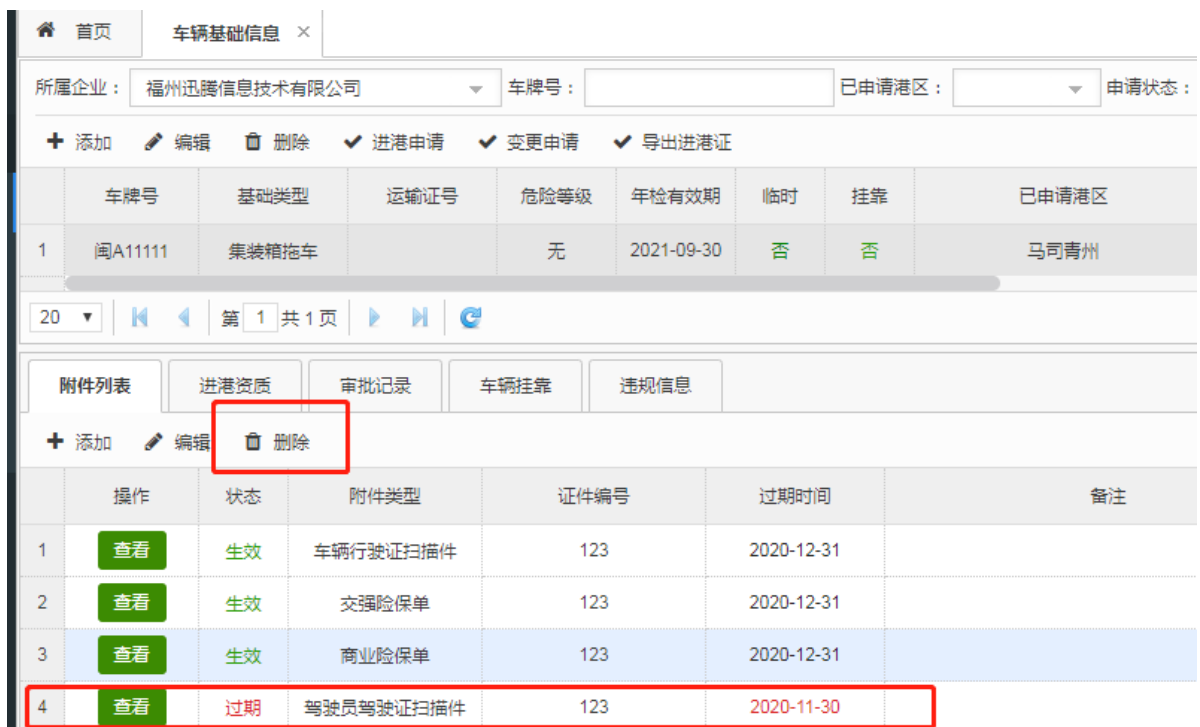 首页 车辆基础信息 ×
所属企业： 福州迅腾信息技术有限公司 车牌号： 已申请港区： 申请状态：
添加 编辑 删除 进港申请 变更申请 导出进港证
车牌号 基础类型 运输证号 危险等级 年检有效期 临时 挂靠 已申请港区
1 闽A11111 集装箱拖车 无 2021-09-30 否 否 马司青州
20 第 1 共1页
附件列表 进港资质 审批记录 车辆挂靠 违规信息
添加 编辑 删除
操作 状态 附件类型 证件编号 过期时间 备注
1 查看 生效 车辆行驶证扫描件 123 2020-12-31
2 查看 生效 交强险保单 123 2020-12-31
3 查看 生效 商业险保单 123 2020-12-31
4 查看 过期 驾驶员驾驶证扫描件 123 2020-11-30